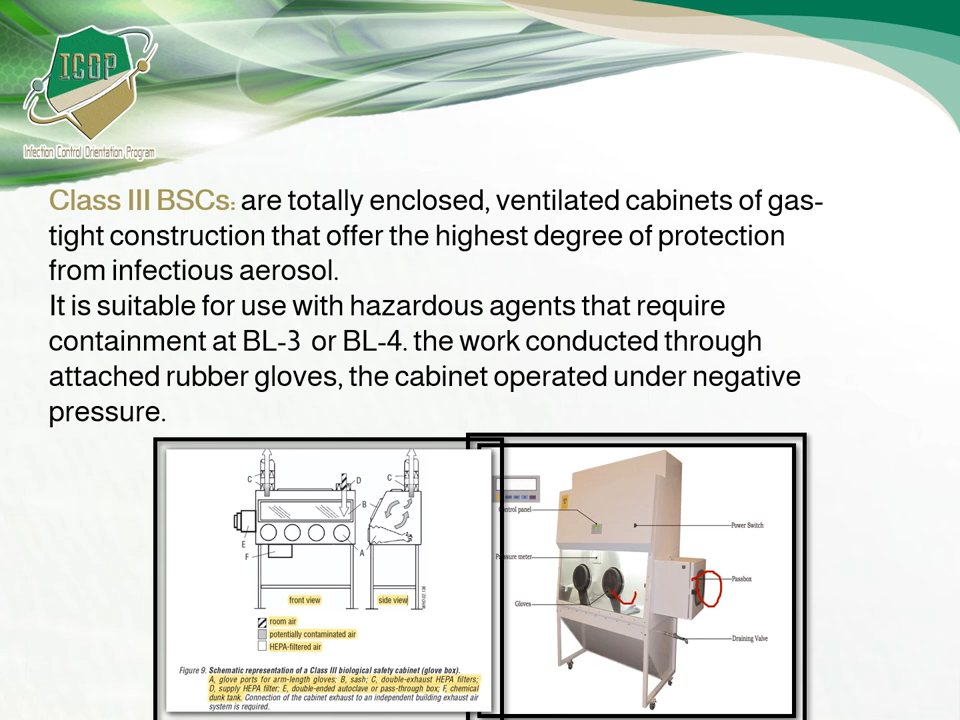 ICOP
Infection Control Orientation Program
Class III BSCs: are totally enclosed, ventilated cabinets of gas-
tight construction that offer the highest degree of protection
from infectious aerosol.
It is suitable for use with hazardous agents that require
containment at BL-3 or BL-4. the work conducted through
attached rubber gloves, the cabinet operated under negative
pressure.
C
D
C
B
A
E
F
front view
side view
room air
potentially contaminated air
HEPA-filtered air
Figure 9. Schematic representation of a Class III biological safety cabinet (glove box).
A, glove ports for arm-length gloves; B, sash; C, double-exhaust HEPA filters;
D, supply HEPA filter; E, double-ended autoclave or pass-through box; F, chemical
dunk tank. Connection of the cabinet exhaust to an independent building exhaust air
system is required.
Control panel
Power Switch
Pressure meter
Passbox
Gloves
Draining Valve